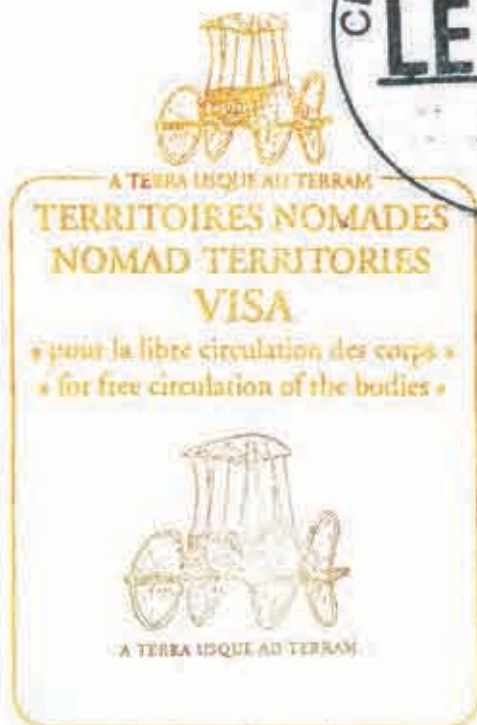 LE
A TERRA USQUE AD TERRAM
TERRITOIRES NOMADES
NOMAD TERRITORIES
VISA
« pour la libre circulation des corps »
« for free circulation of the bodies »
A TERRA USQUE AD TERRAM